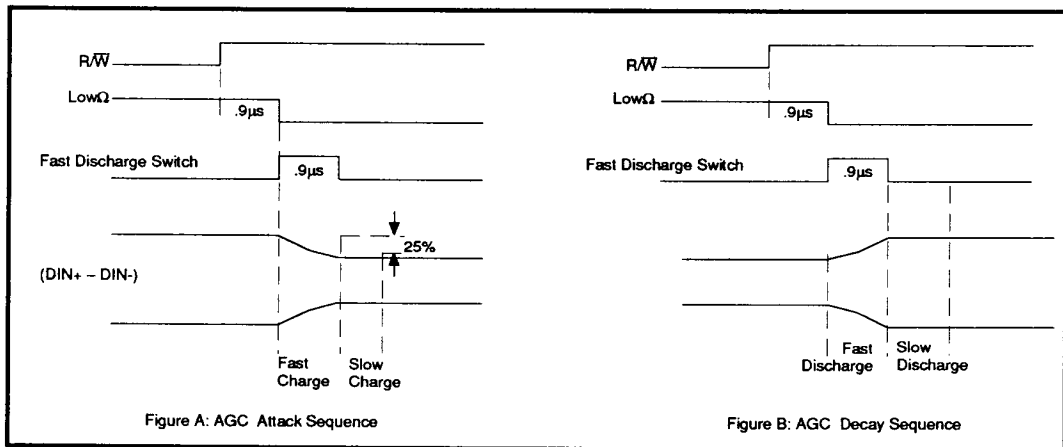 R/W̅
LowΩ
.9μs
Fast Discharge Switch
.9μs
25%
(DIN+ – DIN-)
Fast
Charge
Slow
Charge
Figure A: AGC Attack Sequence
R/W̅
LowΩ
.9μs
Fast Discharge Switch
.9μs
Fast
Discharge
Slow
Discharge
Figure B: AGC Decay Sequence